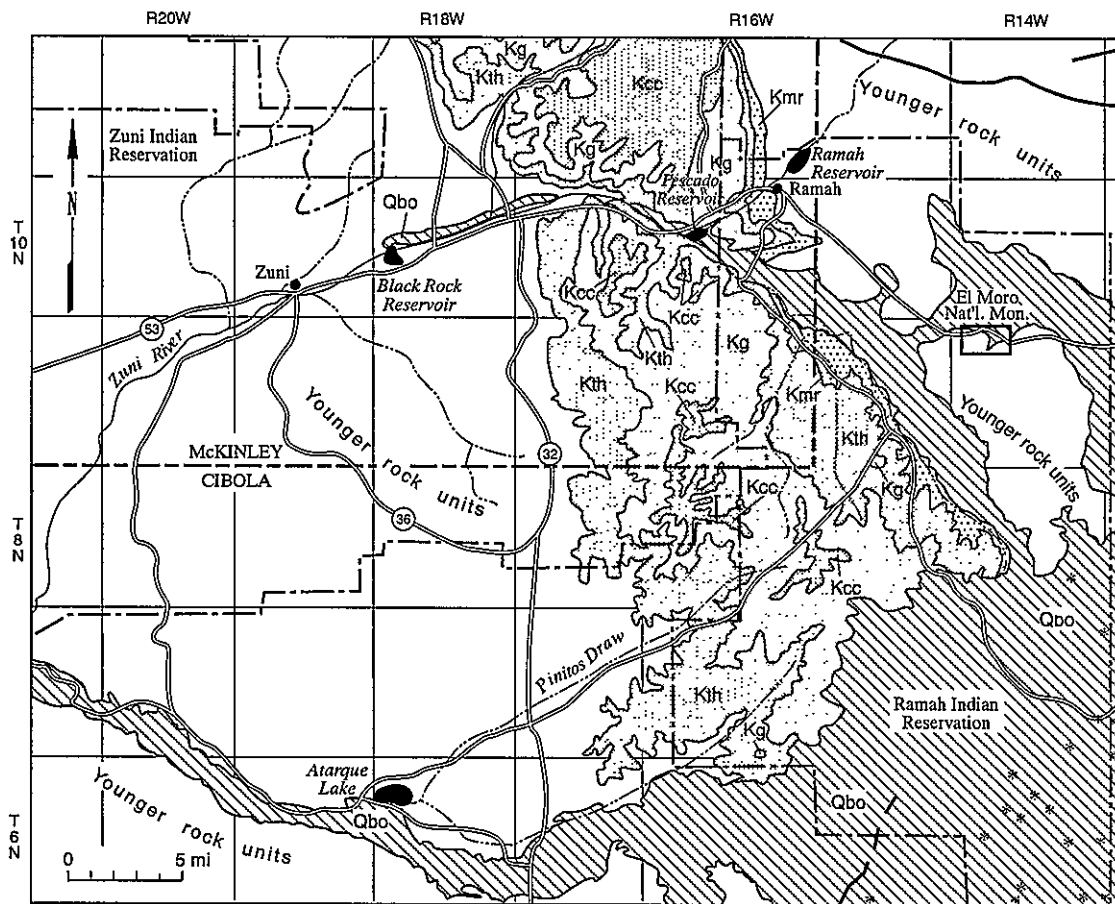 R20W
R18W
R16W
R14W
Kg
Kth
Kcc
Kmr
Younger
rock
units
Zuni Indian
Reservation
Kg
Kg
Ramah
Reservoir
Pescado
Reservoir
Ramah
N
Qbo
T
10
N
Zuni
Black Rock
Reservoir
Kcc
Kcc
El Moro
Nat'l. Mon.
53
Zuni River
Kth
Kg
Kth
Kcc
Kmr
Kth
Younger
rock
units
Younger rock units
McKINLEY
CIBOLA
32
Kcc
Kg
36
T
8
N
Kcc
Qbo
Pinitos Draw
Kth
Ramah Indian
Reservation
Kg
Atarque
Lake
Younger
rock
units
Qbo
Qbo
T
6
N
0
5 mi